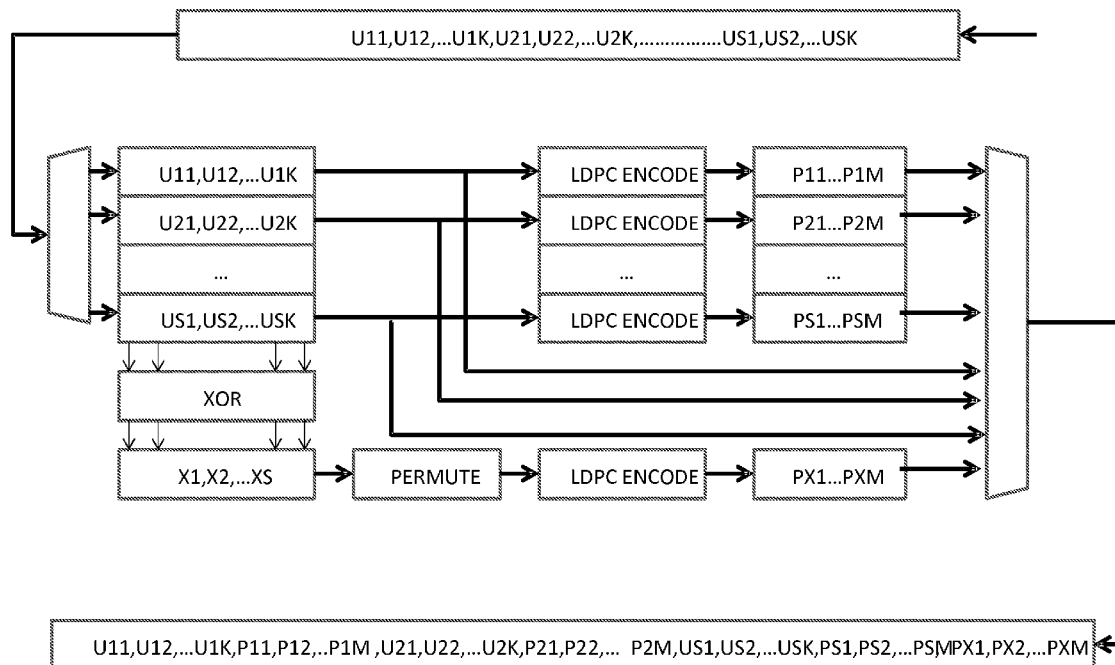 U11,U12,...U1K,U21,U22,...U2K,................US1,US2,...USK
U11,U12,...U1K LDPC ENCODE P11...P1M
U21,U22,...U2K LDPC ENCODE P21...P2M
... ... ...
US1,US2,...USK LDPC ENCODE PS1...PSM
XOR
X1,X2,...XS PERMUTE LDPC ENCODE PX1...PXM
U11,U12,...U1K,P11,P12,..P1M ,U21,U22,...U2K,P21,P22,... P2M,US1,US2,...USK,PS1,PS2,...PSM,PX1,PX2,...PXM